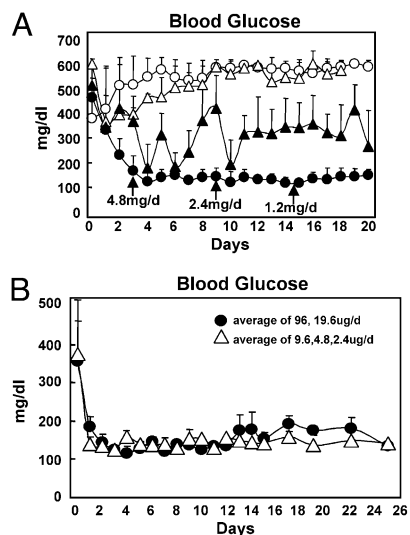 A
Blood Glucose
700
600
500
400
300
200
100
0
mg/dl
4.8mg/d
2.4mg/d
1.2mg/d
0 2 4 6 8 10 12 14 16 18 20
Days
B
Blood Glucose
500
400
300
200
100
0
mg/dl
average of 96, 19.6ug/d
average of 9.6,4.8,2.4ug/d
0 2 4 6 8 10 12 14 16 18 20 22 24 26
Days